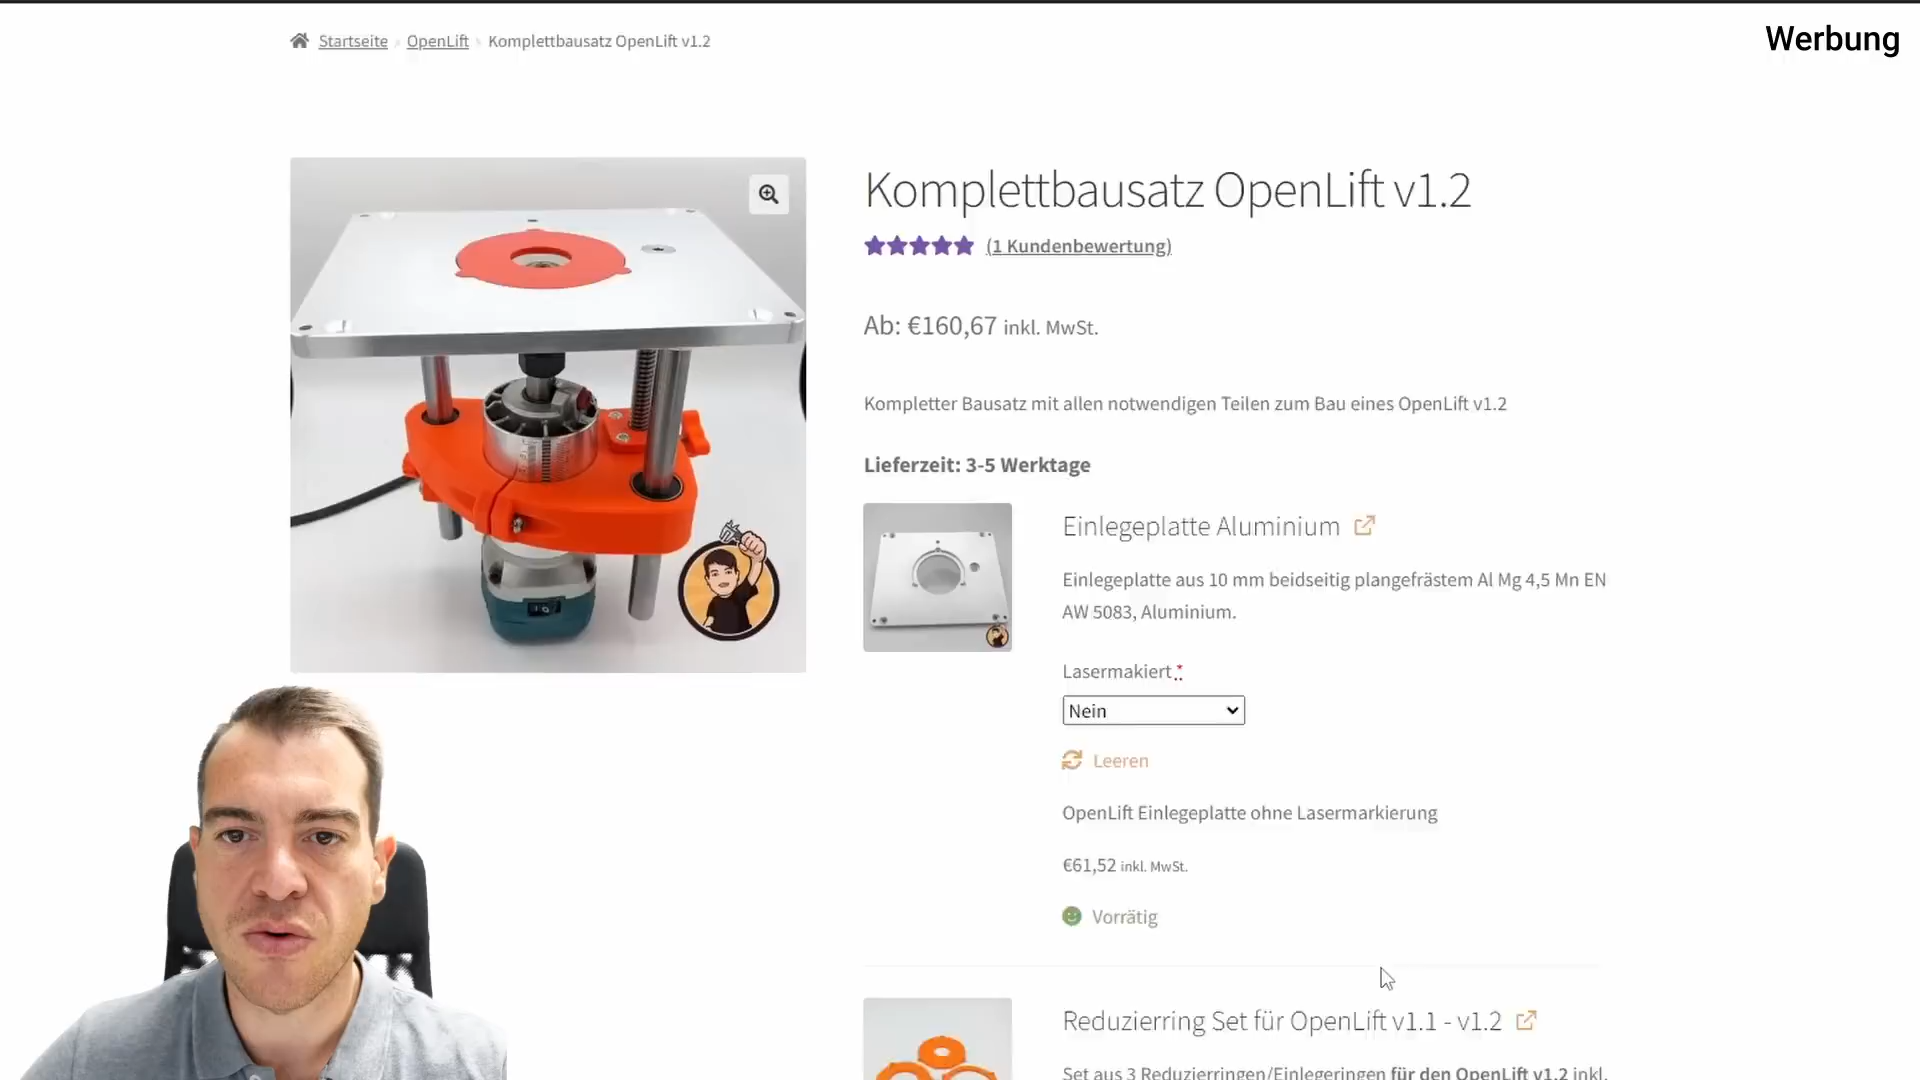 Werbung
Startseite OpenLift Komplettbausatz OpenLift v1.2
Komplettbausatz OpenLift v1.2
(1 Kundenbewertung)
Ab: €160,67 inkl. MwSt.
Kompletter Bausatz mit allen notwendigen Teilen zum Bau eines OpenLift v1.2
Lieferzeit: 3-5 Werktage
Einlegeplatte Aluminium
Einlegeplatte aus 10 mm beidseitig plangefrästem Al Mg 4,5 Mn EN
AW 5083, Aluminium.
Lasermakiert *
Nein
Leeren
OpenLift Einlegeplatte ohne Lasermarkierung
€61,52 inkl. MwSt.
Vorrätig
Reduzierring Set für OpenLift v1.1 - v1.2
Set aus 3 Reduzierringen/Einlegeringen für den OpenLift v1.2 inkl.